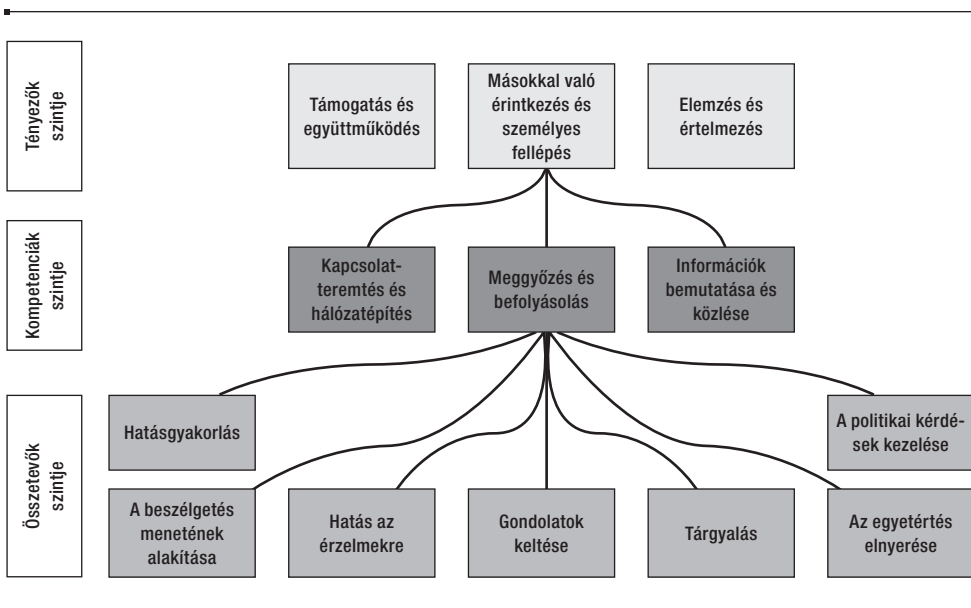 Tényezők
szintje
Támogatás és
együttműködés
Másokkal való
érintkezés és
személyes
fellépés
Elemzés és
értelmezés
Kompetenciák
szintje
Kapcsolat-
teremtés és
hálózatépítés
Meggyőzés és
befolyásolás
Információk
bemutatása és
közlése
Összetevők
szintje
Hatásgyakorlás
A politikai kérdé-
sek kezelése
A beszélgetés
menetének
alakítása
Hatás az
érzelmekre
Gondolatok
keltése
Tárgyalás
Az egyetértés
elnyerése